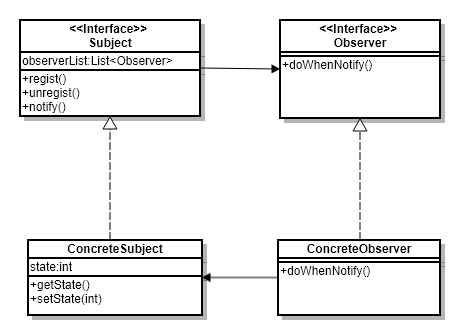 <<Interface>>
Subject
observerList:List<Observer>
+regist()
+unregist()
+notify()
<<Interface>>
Observer
+doWhenNotify()
ConcreteSubject
state:int
+getState()
+setState(int)
ConcreteObserver
+doWhenNotify()